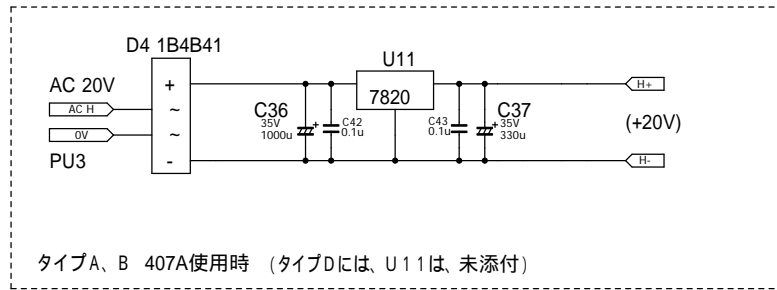 D4 1B4B41
U11
AC 20V
+
AC H
~
7820
C36
35V
1000u
+
C42
0.1u
C43
0.1u
C37
+
35V
330u
H+
(+20V)
0V
~
PU3
-
H-
タイプA、B 407A使用時 (タイプDには、U11は、未添付)